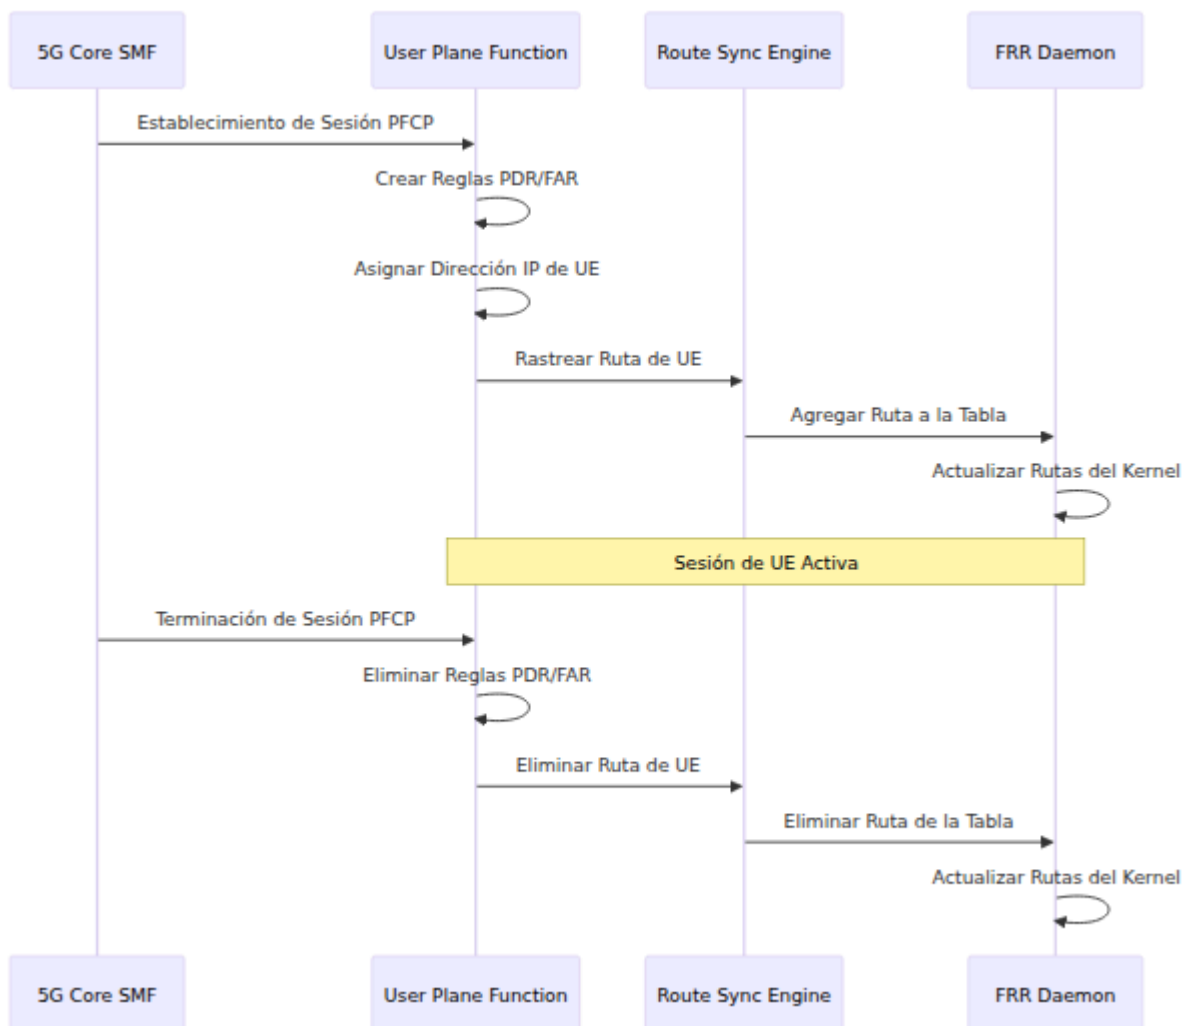 5G Core SMF
User Plane Function
Route Sync Engine
FRR Daemon
Establecimiento de Sesión PFCP
Crear Reglas PDR/FAR
Asignar Dirección IP de UE
Rastrear Ruta de UE
Agregar Ruta a la Tabla
Actualizar Rutas del Kernel
Sesión de UE Activa
Terminación de Sesión PFCP
Eliminar Reglas PDR/FAR
Eliminar Ruta de UE
Eliminar Ruta de la Tabla
Actualizar Rutas del Kernel
5G Core SMF
User Plane Function
Route Sync Engine
FRR Daemon